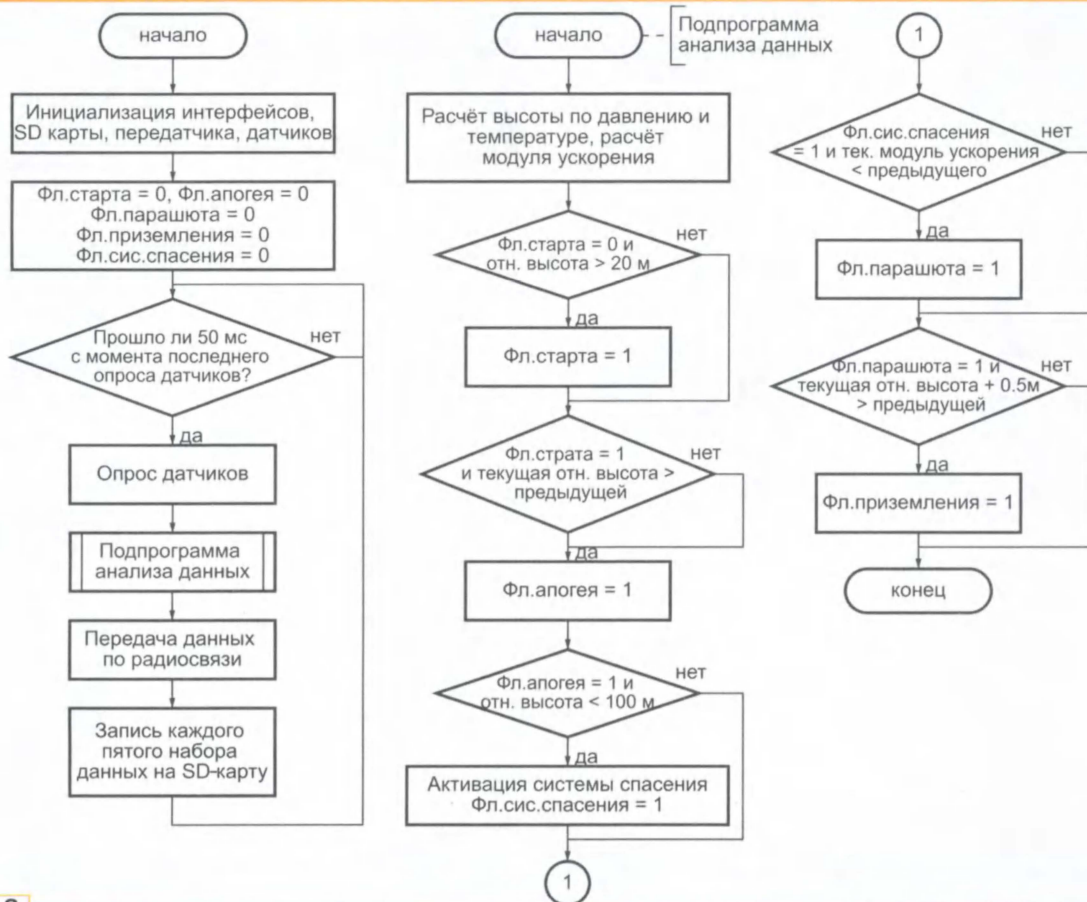 начало
Инициализация интерфейсов,
SD карты, передатчика, датчиков
Фл.старта = 0, Фл.апогея = 0
Фл.парашюта = 0
Фл.приземления = 0
Фл.сис.спасения = 0
Прошло ли 50 мс
с момента последнего
опроса датчиков?
нет
да
Опрос датчиков
Подпрограмма
анализа данных
Передача данных
по радиосвязи
Запись каждого
пятого набора
данных на SD-карту
начало
Подпрограмма
анализа данных
Расчёт высоты по давлению и
температуре, расчёт
модуля ускорения
Фл.старта = 0 и
отн. высота > 20 м
нет
да
Фл.старта = 1
Фл.страта = 1
и текущая отн. высота >
предыдущей
нет
да
Фл.апогея = 1
Фл.апогея = 1 и
отн. высота < 100 м
нет
да
Активация системы спасения
Фл.сис.спасения = 1
1
1
Фл.сис.спасения
= 1 и тек. модуль ускорения
< предыдущего
нет
да
Фл.парашюта = 1
Фл.парашюта = 1 и
текущая отн. высота + 0.5м
> предыдущей
нет
да
Фл.приземления = 1
конец